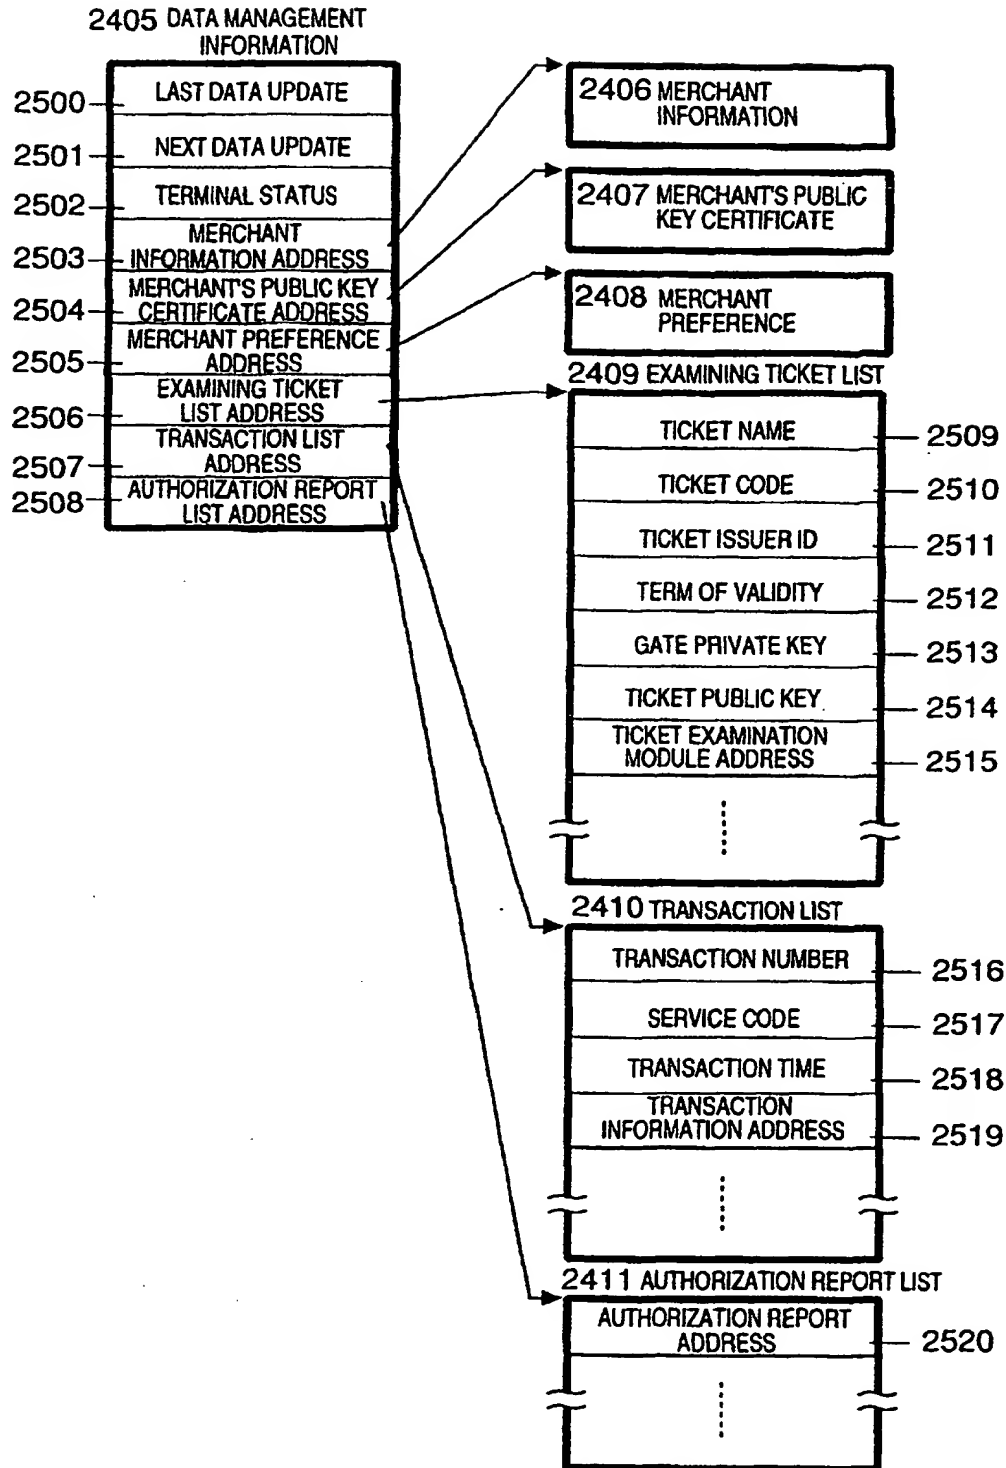 2405 DATA MANAGEMENT
INFORMATION
2500
LAST DATA UPDATE
2501
NEXT DATA UPDATE
2502
TERMINAL STATUS
2503
MERCHANT
INFORMATION ADDRESS
2504
MERCHANT'S PUBLIC KEY
CERTIFICATE ADDRESS
2505
MERCHANT PREFERENCE
ADDRESS
2506
EXAMINING TICKET
LIST ADDRESS
2507
TRANSACTION LIST
ADDRESS
2508
AUTHORIZATION REPORT
LIST ADDRESS
2406 MERCHANT
INFORMATION
2407 MERCHANT'S PUBLIC
KEY CERTIFICATE
2408 MERCHANT
PREFERENCE
2409 EXAMINING TICKET LIST
TICKET NAME
2509
TICKET CODE
2510
TICKET ISSUER ID
2511
TERM OF VALIDITY
2512
GATE PRIVATE KEY
2513
TICKET PUBLIC KEY
2514
TICKET EXAMINATION
MODULE ADDRESS
2515
2410 TRANSACTION LIST
TRANSACTION NUMBER
2516
SERVICE CODE
2517
TRANSACTION TIME
2518
TRANSACTION
INFORMATION ADDRESS
2519
2411 AUTHORIZATION REPORT LIST
AUTHORIZATION REPORT
ADDRESS
2520